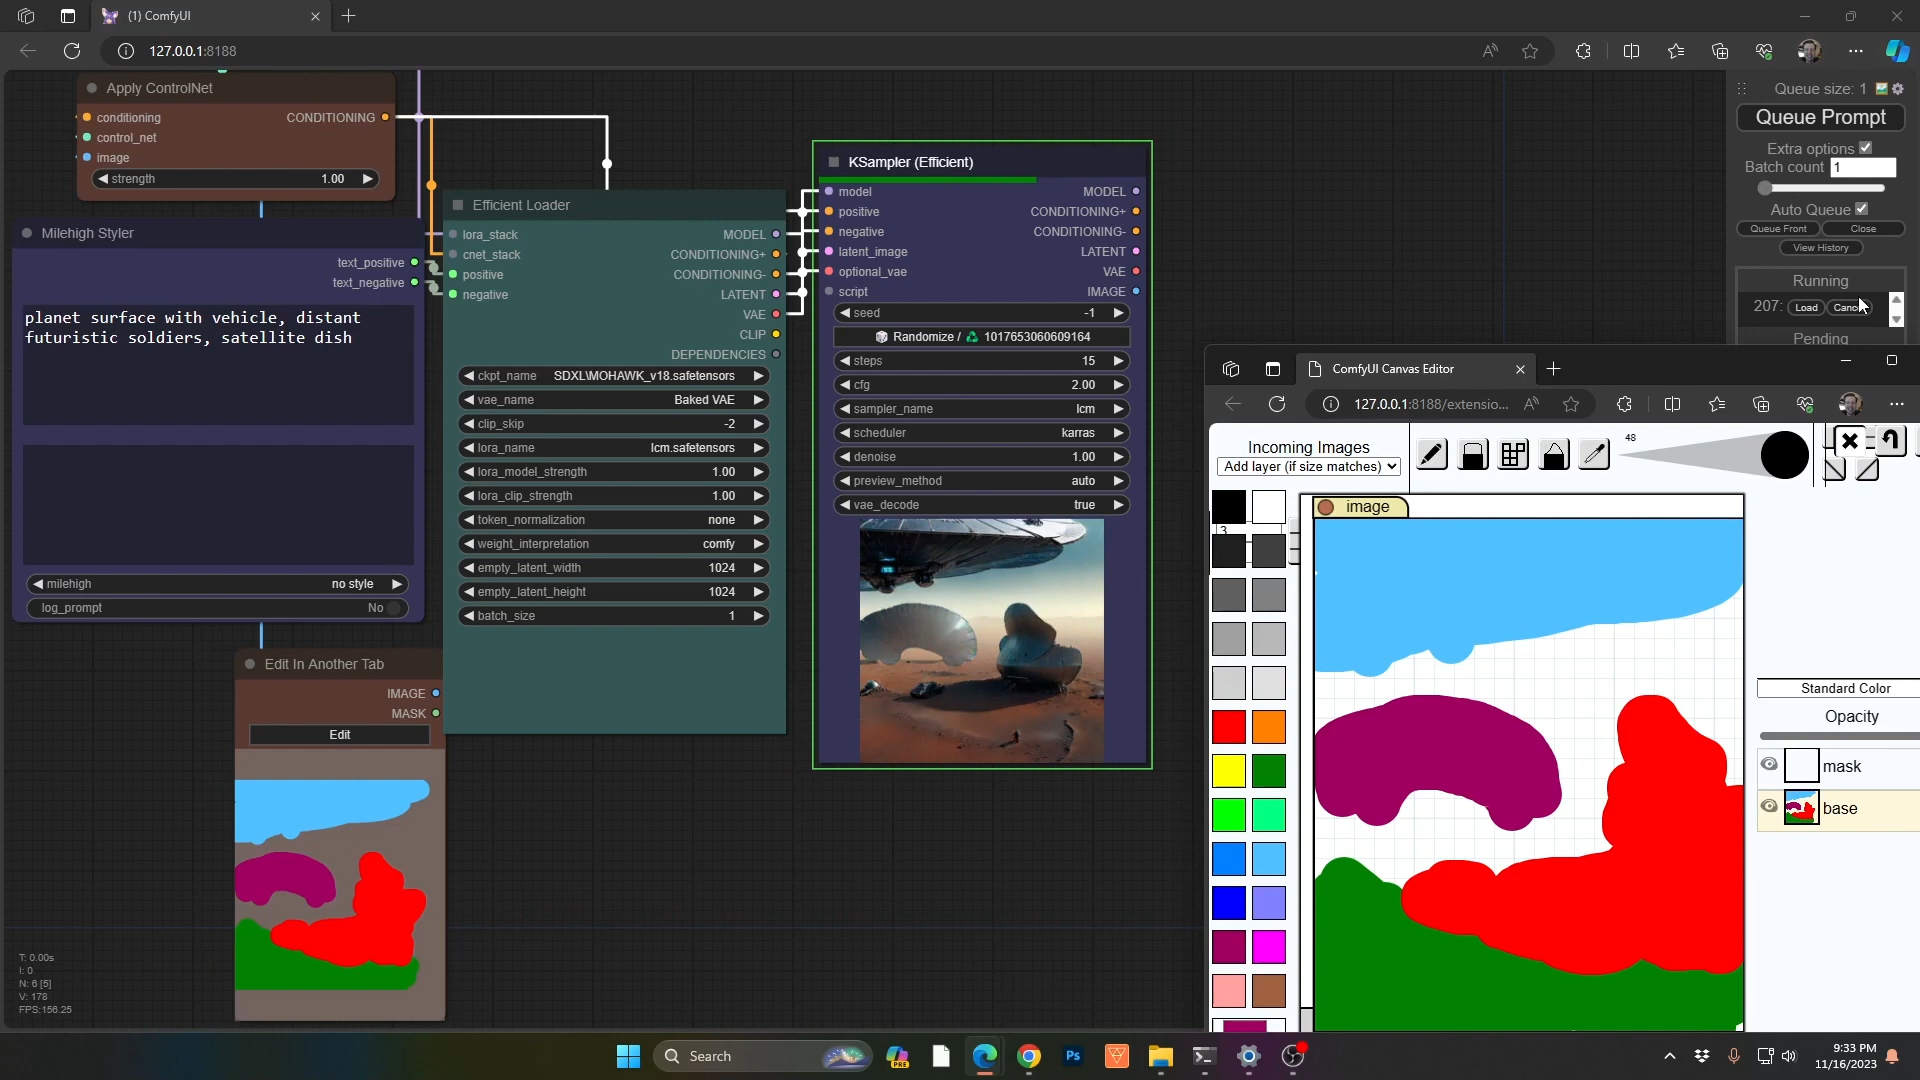 (1) ComfyUI
127.0.0.1:8188
Apply ControlNet
conditioning CONDITIONING
control_net
image
strength 1.00
Milehigh Styler
text_positive
text_negative
planet surface with vehicle, distant
futuristic soldiers, satellite dish
milehigh no style
log_prompt No
Edit In Another Tab
IMAGE
MASK
Edit
T: 0.00s
I: 0
N: 6 [5]
V: 178
FPS:156.25
Efficient Loader
lora_stack MODEL
cnet_stack CONDITIONING+
positive CONDITIONING-
negative LATENT
VAE
CLIP
DEPENDENCIES
ckpt_name SDXL\MOHAWK_v18.safetensors
vae_name Baked VAE
clip_skip -2
lora_name lcm.safetensors
lora_model_strength 1.00
lora_clip_strength 1.00
token_normalization none
weight_interpretation comfy
empty_latent_width 1024
empty_latent_height 1024
batch_size 1
KSampler (Efficient)
model MODEL
positive CONDITIONING+
negative CONDITIONING-
latent_image LATENT
optional_vae VAE
script IMAGE
seed -1
Randomize / 1017653060609164
steps 15
cfg 2.00
sampler_name lcm
scheduler karras
denoise 1.00
preview_method auto
vae_decode true
Queue size: 1
Queue Prompt
Extra options
Batch count 1
Auto Queue
Queue Front Close
View History
Running
207: Load Cancel
Pending
ComfyUI Canvas Editor
127.0.0.1:8188/extensio...
Incoming Images
Add layer (if size matches)
48
3
image
Standard Color
Opacity
mask
base
Search
PRE
Ps
9:33 PM
11/16/2023